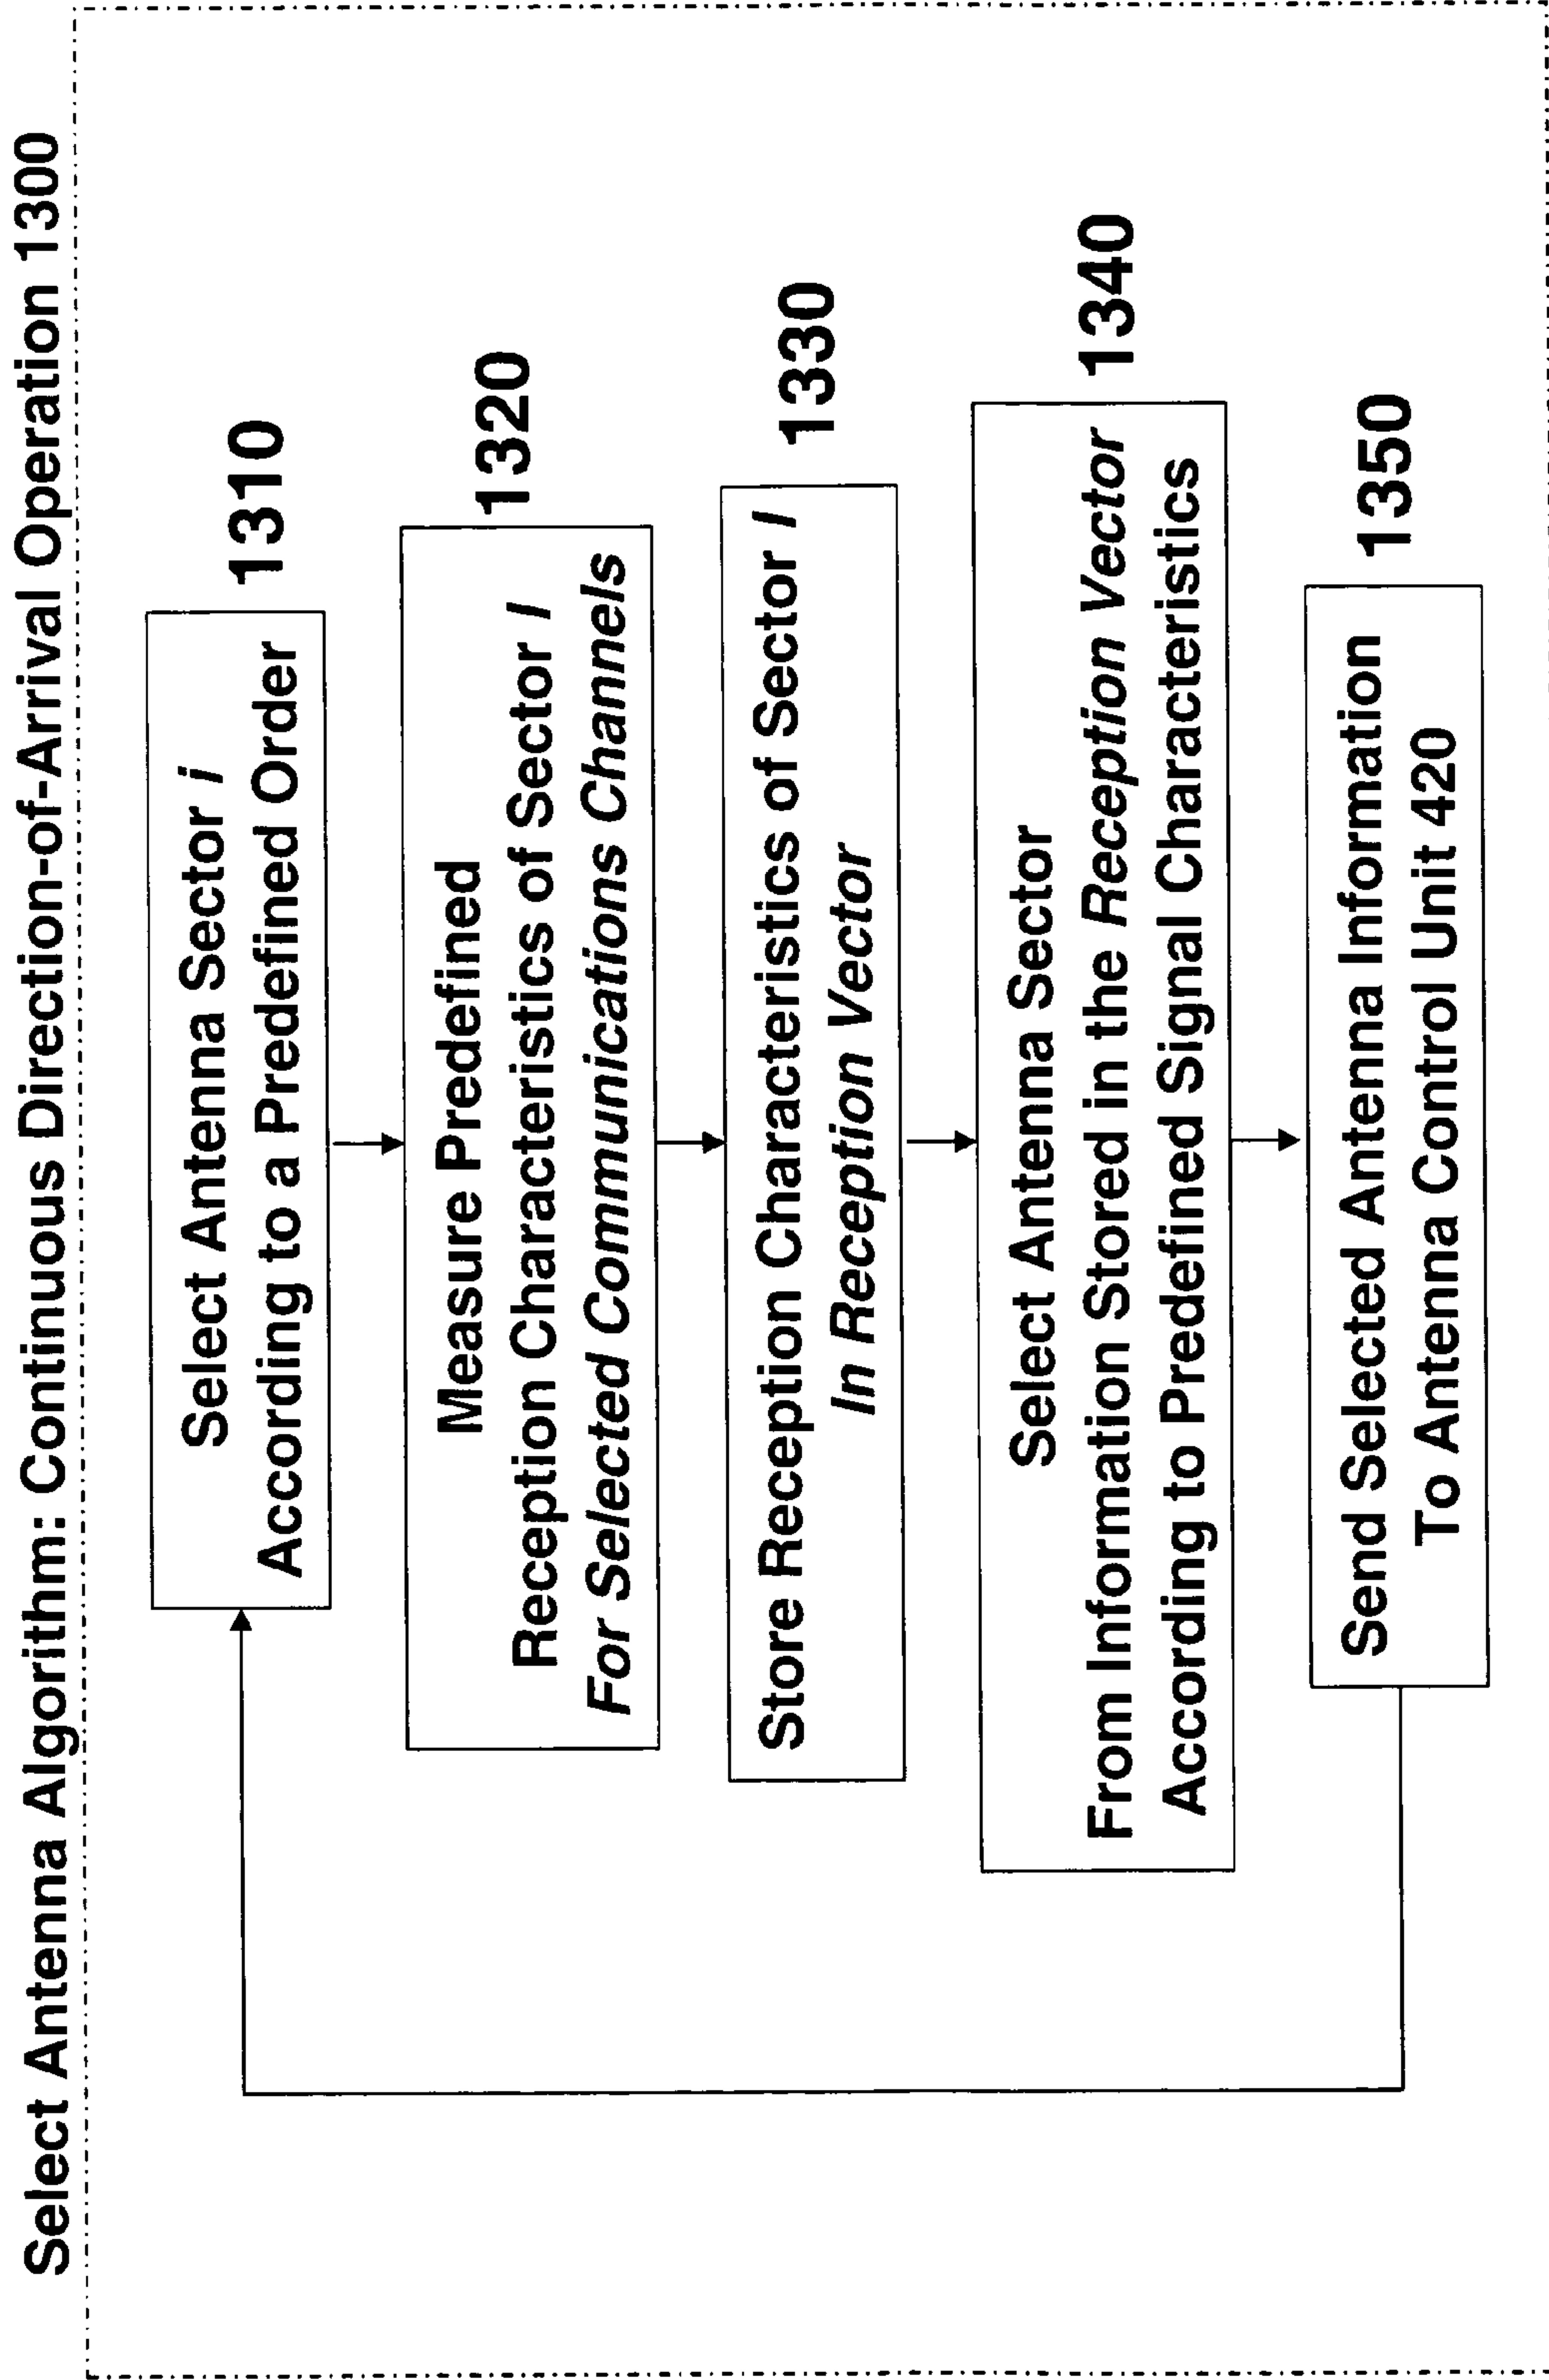 Select Antenna Algorithm: Continuous Direction-of-Arrival Operation 1300
Select Antenna Sector i
According to a Predefined Order
1310
Measure Predefined
Reception Characteristics of Sector I
For Selected Communications Channels
1320
Store Reception Characteristics of Sector I
In Reception Vector
1330
Select Antenna Sector
From Information Stored in the Reception Vector
According to Predefined Signal Characteristics
1340
Send Selected Antenna Information
To Antenna Control Unit 420
1350